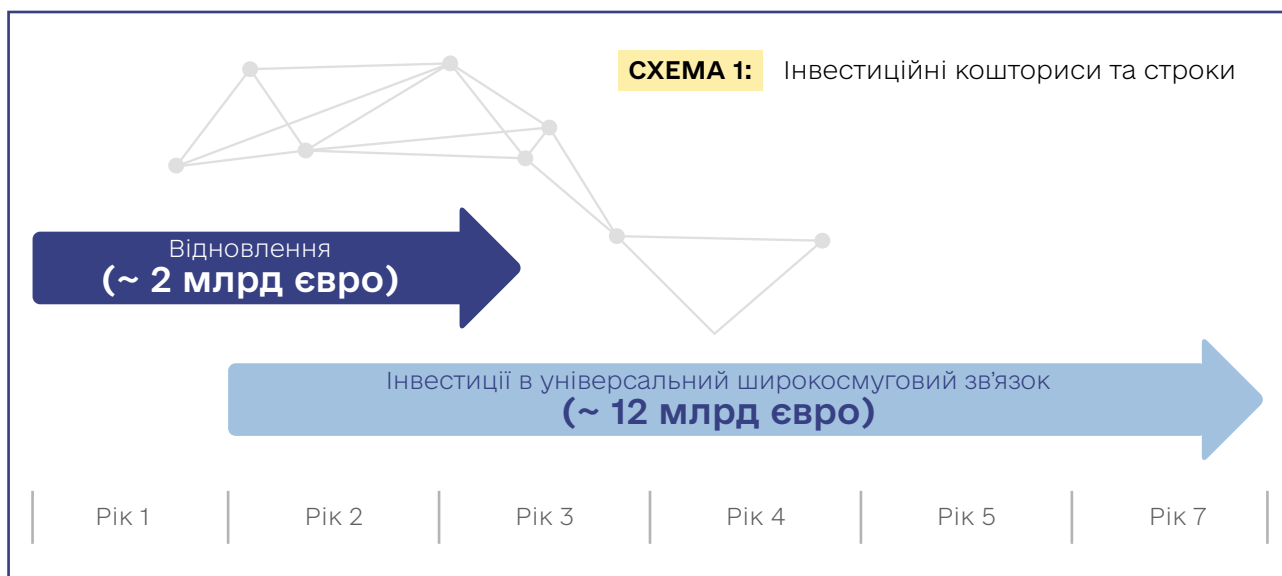 СХЕМА 1: Інвестиційні кошториси та строки
Відновлення
(~ 2 млрд євро)
Інвестиції в універсальний широкосмуговий зв'язок
(~ 12 млрд євро)
Рік 1 Рік 2 Рік 3 Рік 4 Рік 5 Рік 7